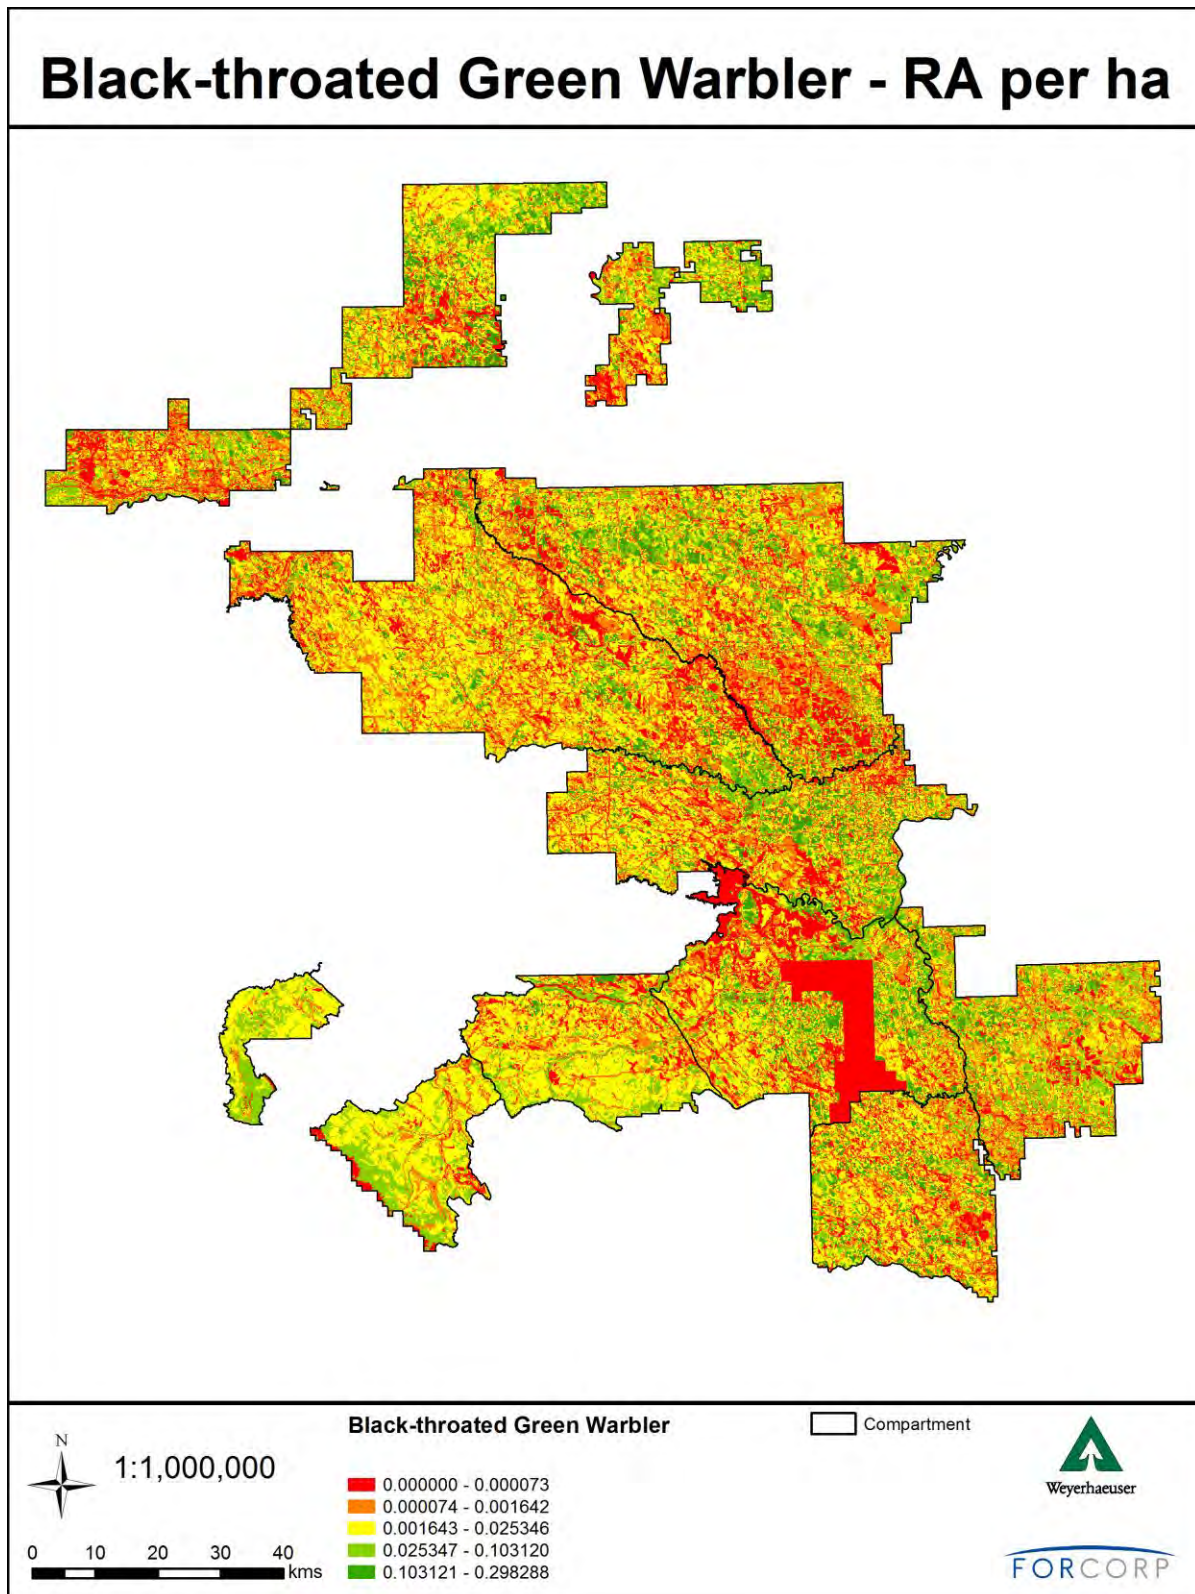 Black-throated Green Warbler - RA per ha
N
1:1,000,000
0 10 20 30 40
kms
Black-throated Green Warbler
0.000000 - 0.000073
0.000074 - 0.001642
0.001643 - 0.025346
0.025347 - 0.103120
0.103121 - 0.298288
Compartment
Weyerhaeuser
FORCORP